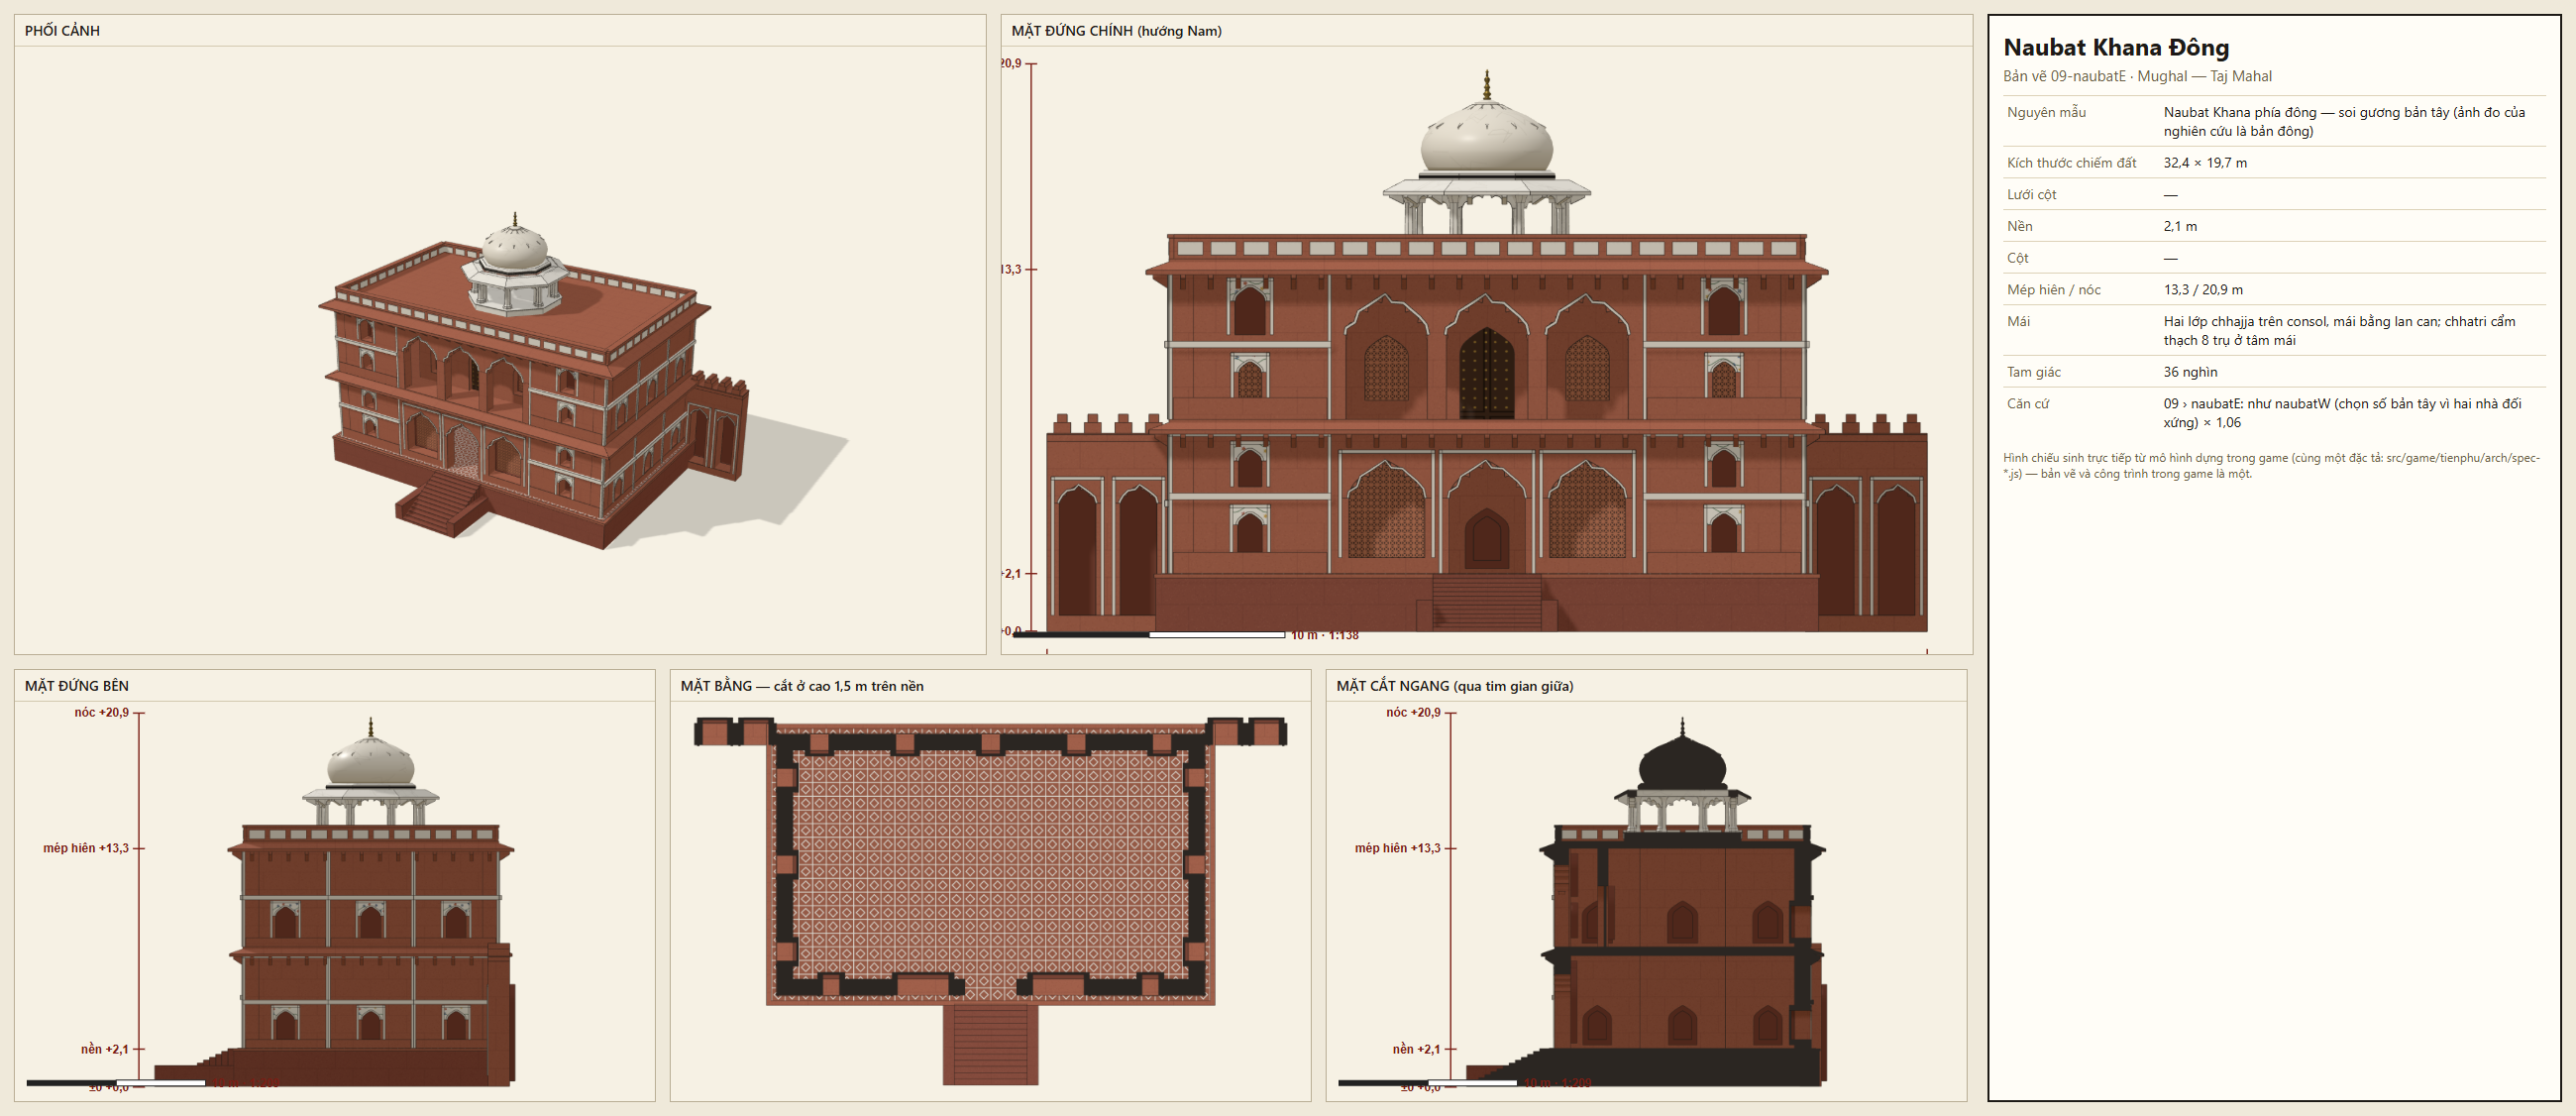 PHỐI CẢNH
MẶT ĐỨNG CHÍNH (hướng Nam)
20,9
13,3
+2,1
+0,0
10 m · 1:138
MẶT ĐỨNG BÊN
nóc +20,9
mép hiên +13,3
nền +2,1
±0 +0,0
10 m · 1:200
MẶT BẰNG — cắt ở cao 1,5 m trên nền
MẶT CẮT NGANG (qua tim gian giữa)
nóc +20,9
mép hiên +13,3
nền +2,1
±0 +0,0
10 m · 1:200
Naubat Khana Đông
Bản vẽ 09-naubatE · Mughal — Taj Mahal
Nguyên mẫu
Naubat Khana phía đông — soi gương bản tây (ảnh đo của
nghiên cứu là bản đông)
Kích thước chiếm đất
32,4 × 19,7 m
Lưới cột
—
Nền
2,1 m
Cột
—
Mép hiên / nóc
13,3 / 20,9 m
Mái
Hai lớp chhajja trên consol, mái bằng lan can; chhatri cẩm
thạch 8 trụ ở tâm mái
Tam giác
36 nghìn
Căn cứ
09 › naubatE: như naubatW (chọn số bản tây vì hai nhà đối
xứng) × 1,06
Hình chiếu sinh trực tiếp từ mô hình dựng trong game (cùng một đặc tả: src/game/tienphu/arch/spec-
*.js) — bản vẽ và công trình trong game là một.